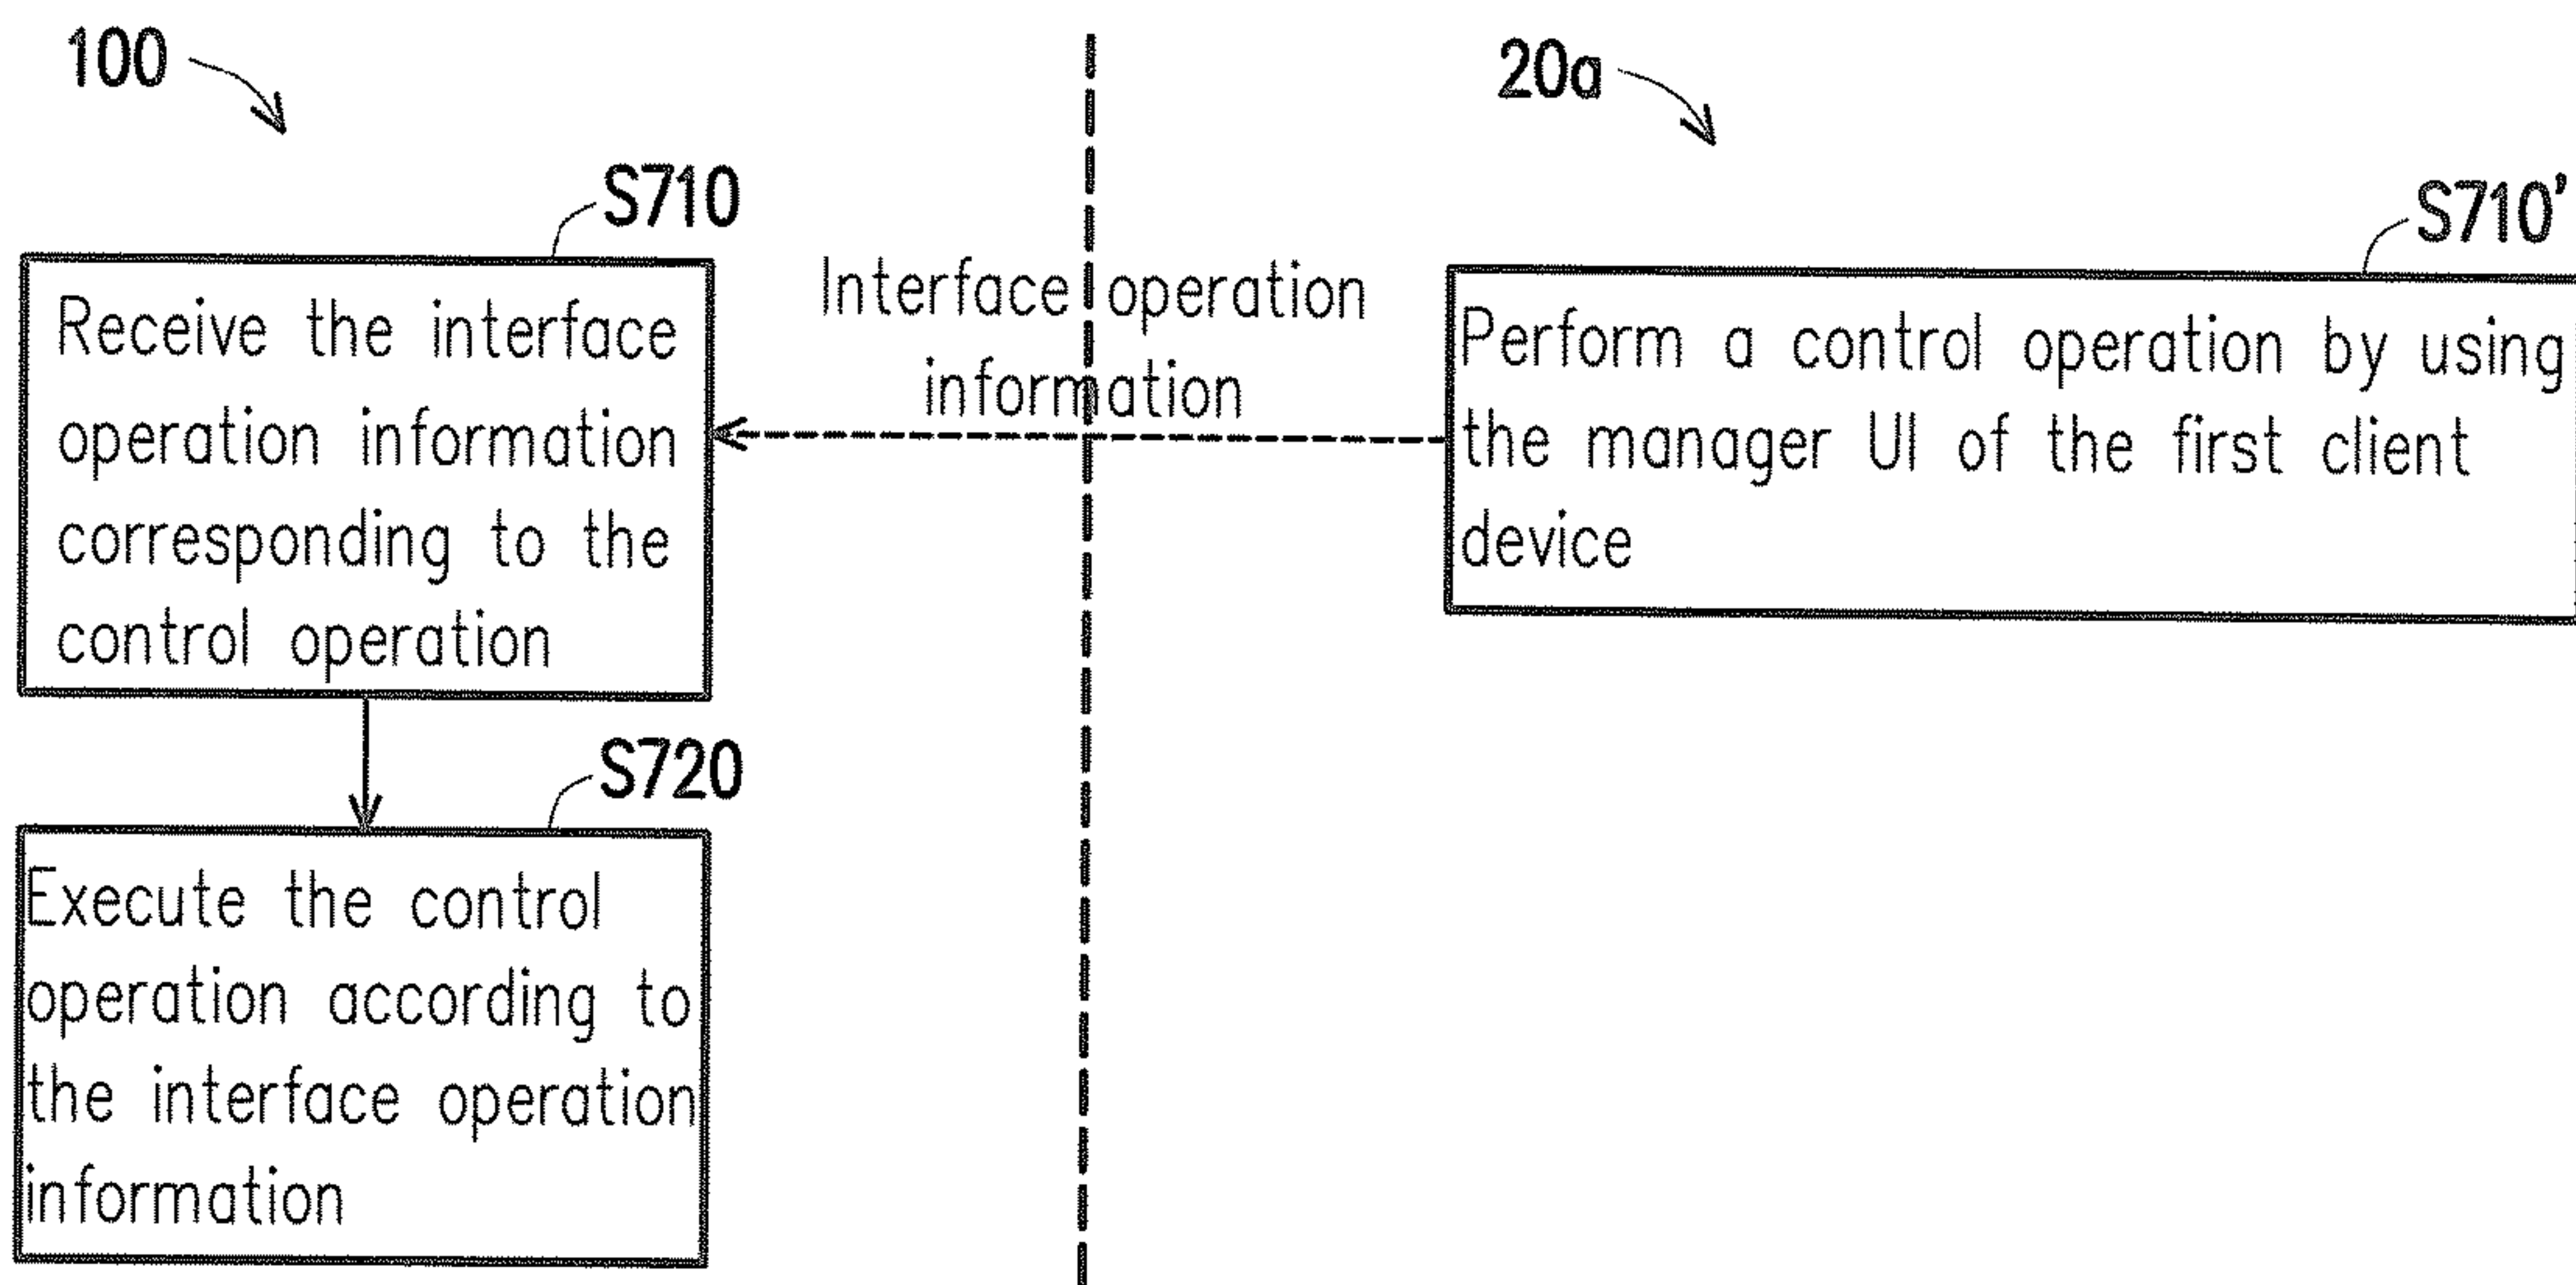 100
20a
S710
Receive the interface
operation information
corresponding to the
control operation
Interface operation
information
S710'
Perform a control operation by using
the manager UI of the first client
device
S720
Execute the control
operation according to
the interface operation
information